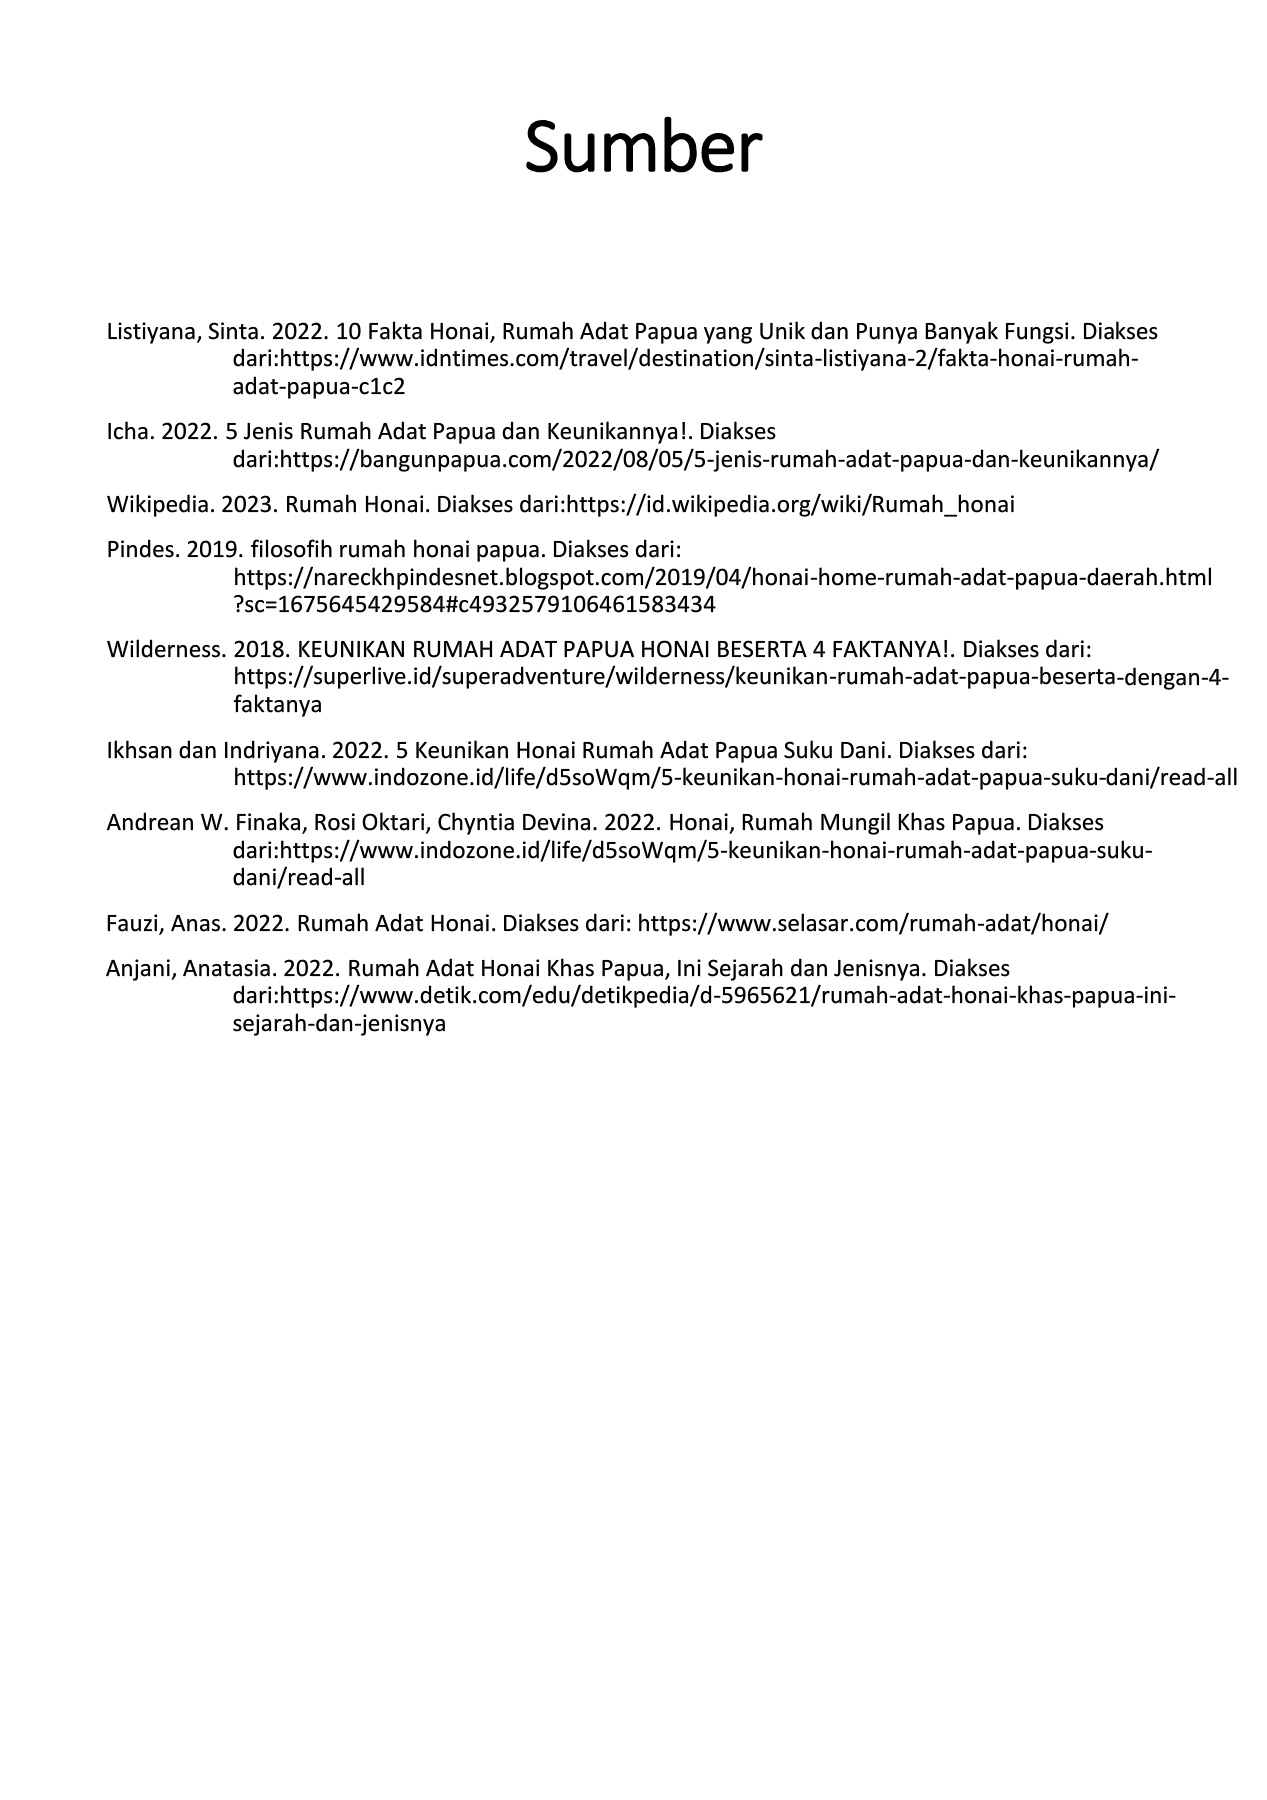 Sumber
Listiyana, Sinta. 2022. 10 Fakta Honai, Rumah Adat Papua yang Unik dan Punya Banyak Fungsi. Diakses
dari:https://www.idntimes.com/travel/destination/sinta-listiyana-2/fakta-honai-rumah-
adat-papua-c1c2
Icha. 2022. 5 Jenis Rumah Adat Papua dan Keunikannya!. Diakses
dari:https://bangunpapua.com/2022/08/05/5-jenis-rumah-adat-papua-dan-keunikannya/
Wikipedia. 2023. Rumah Honai. Diakses dari:https://id.wikipedia.org/wiki/Rumah_honai
Pindes. 2019. filosofih rumah honai papua. Diakses dari:
https://nareckhpindesnet.blogspot.com/2019/04/honai-home-rumah-adat-papua-daerah.html
?sc=1675645429584#c4932579106461583434
Wilderness. 2018. KEUNIKAN RUMAH ADAT PAPUA HONAI BESERTA 4 FAKTANYA!. Diakses dari:
https://superlive.id/superadventure/wilderness/keunikan-rumah-adat-papua-beserta-dengan-4-
faktanya
Ikhsan dan Indriyana. 2022. 5 Keunikan Honai Rumah Adat Papua Suku Dani. Diakses dari:
https://www.indozone.id/life/d5soWqm/5-keunikan-honai-rumah-adat-papua-suku-dani/read-all
Andrean W. Finaka, Rosi Oktari, Chyntia Devina. 2022. Honai, Rumah Mungil Khas Papua. Diakses
dari:https://www.indozone.id/life/d5soWqm/5-keunikan-honai-rumah-adat-papua-suku-
dani/read-all
Fauzi, Anas. 2022. Rumah Adat Honai. Diakses dari: https://www.selasar.com/rumah-adat/honai/
Anjani, Anatasia. 2022. Rumah Adat Honai Khas Papua, Ini Sejarah dan Jenisnya. Diakses
dari:https://www.detik.com/edu/detikpedia/d-5965621/rumah-adat-honai-khas-papua-ini-
sejarah-dan-jenisnya